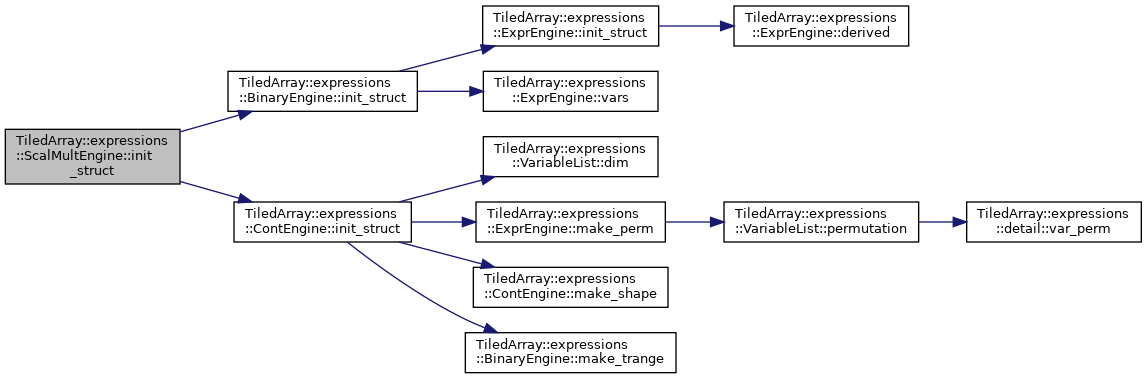 TiledArray::expressions
::ScalMultEngine::init
_struct
TiledArray::expressions
::BinaryEngine::init_struct
TiledArray::expressions
::ExprEngine::init_struct
TiledArray::expressions
::ExprEngine::derived
TiledArray::expressions
::ExprEngine::vars
TiledArray::expressions
::ContEngine::init_struct
TiledArray::expressions
::VariableList::dim
TiledArray::expressions
::ExprEngine::make_perm
TiledArray::expressions
::VariableList::permutation
TiledArray::expressions
::detail::var_perm
TiledArray::expressions
::ContEngine::make_shape
TiledArray::expressions
::BinaryEngine::make_trange